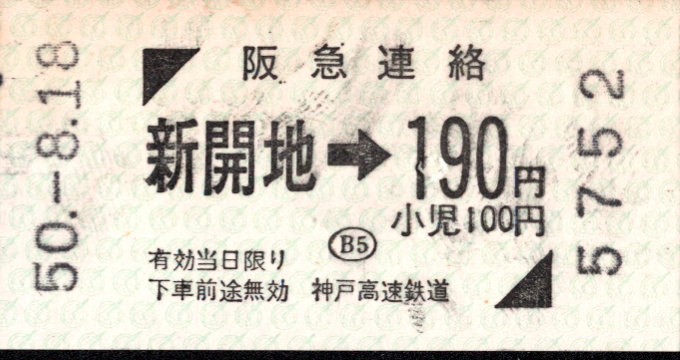 50.-8.18
阪急連絡
新開地➡190円
小児100円
B5
有効当日限り
下車前途無効 神戸高速鉄道
5752